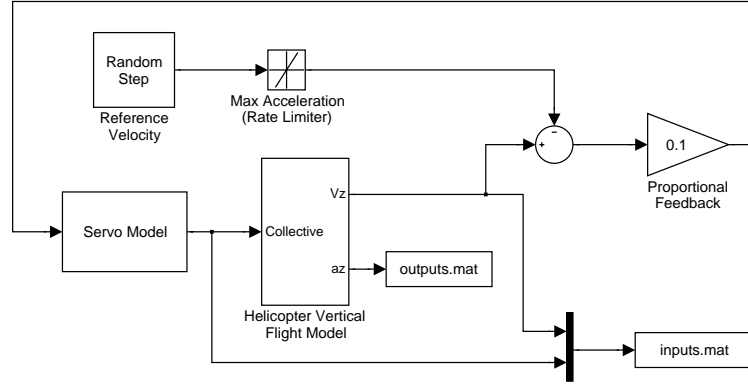 Random
Step
Reference
Velocity
Max Acceleration
(Rate Limiter)
−
+
0.1
Proportional
Feedback
Servo Model
Collective
Vz
az
Helicopter Vertical
Flight Model
outputs.mat
inputs.mat